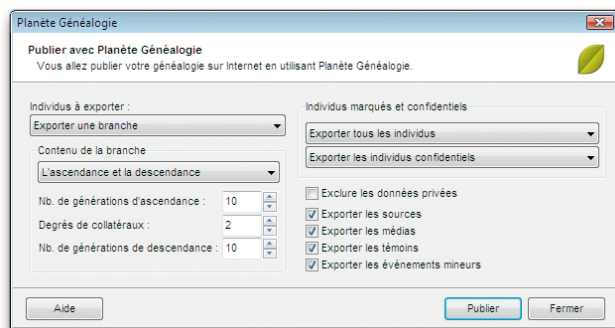 Planète Généalogie
Publier avec Planète Généalogie
Vous allez publier votre généalogie sur Internet en utilisant Planète Généalogie.
Individus à exporter :
Exporter une branche
Contenu de la branche
L'ascendance et la descendance
Nb. de générations d'ascendance : 10
Degrés de collatéraux : 2
Nb. de générations de descendance : 10
Individus marqués et confidentiels
Exporter tous les individus
Exporter les individus confidentiels
Exclure les données privées
Exporter les sources
Exporter les médias
Exporter les témoins
Exporter les événements mineurs
Aide
Publier
Fermer